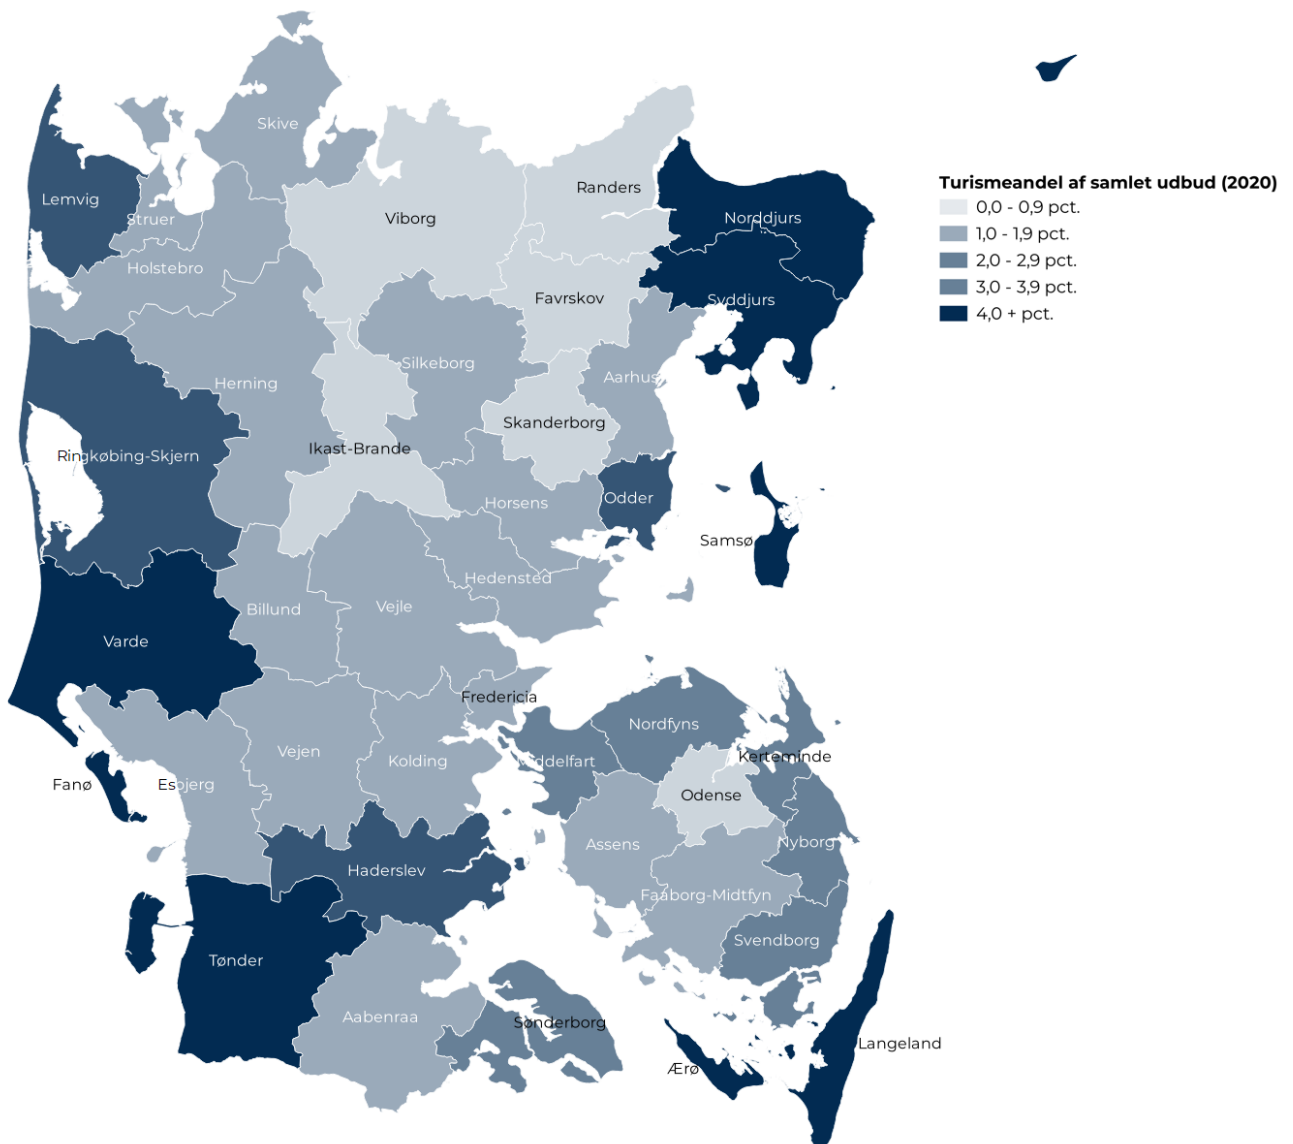 Skive
Lemvig
Struer
Viborg
Randers
Norddjurs
Holstebro
Favrskov
Syddjurs
Herning
Silkeborg
Aarhus
Ikast-Brande
Skanderborg
Ringkøbing-Skjern
Horsens
Odder
Samsø
Hedensted
Billund
Vejle
Varde
Fredericia
Nordfyns
Vejen
Kolding
Middelfart
Kerteminde
Fanø
Esbjerg
Odense
Assens
Nyborg
Haderslev
Faaborg-Midtfyn
Svendborg
Tønder
Aabenraa
Sønderborg
Langeland
Ærø
Turismeandel af samlet udbud (2020)
0,0 - 0,9 pct.
1,0 - 1,9 pct.
2,0 - 2,9 pct.
3,0 - 3,9 pct.
4,0 + pct.